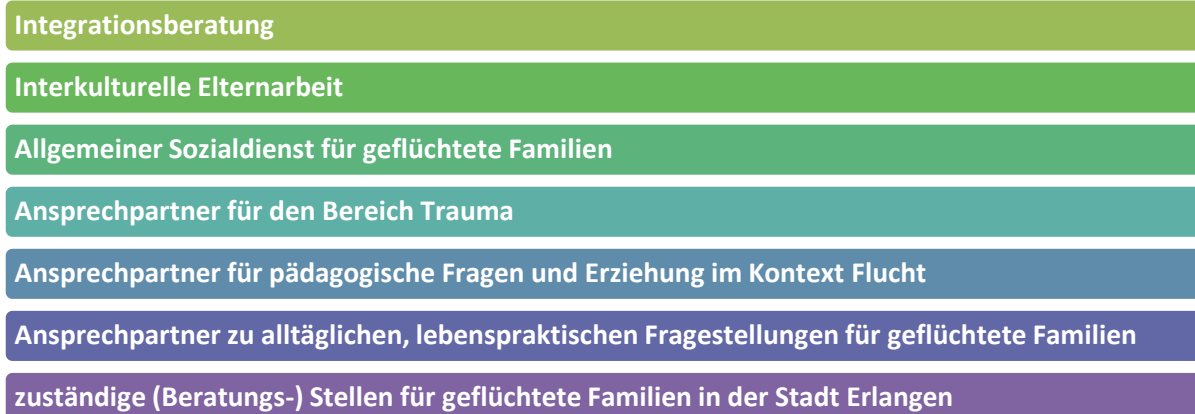 Integrationsberatung
Interkulturelle Elternarbeit
Allgemeiner Sozialdienst für geflüchtete Familien
Ansprechpartner für den Bereich Trauma
Ansprechpartner für pädagogische Fragen und Erziehung im Kontext Flucht
Ansprechpartner zu alltäglichen, lebenspraktischen Fragestellungen für geflüchtete Familien
zuständige (Beratungs-) Stellen für geflüchtete Familien in der Stadt Erlangen